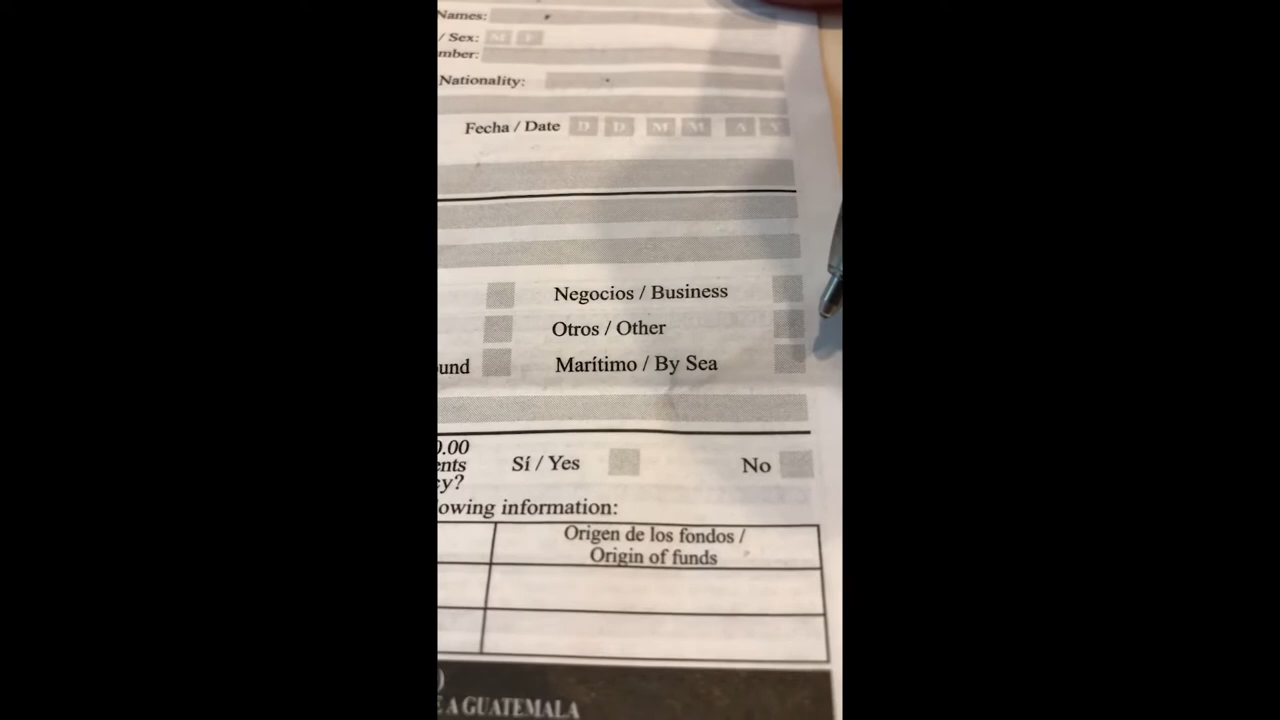 Names:
/ Sex: M F
mber:
Nationality:
Fecha / Date D D M M A Y
Negocios / Business
Otros / Other
und Marítimo / By Sea
0.00
ents Sí / Yes No
cy?
owing information:
Origen de los fondos /
Origin of funds
)
E A GUATEMALA